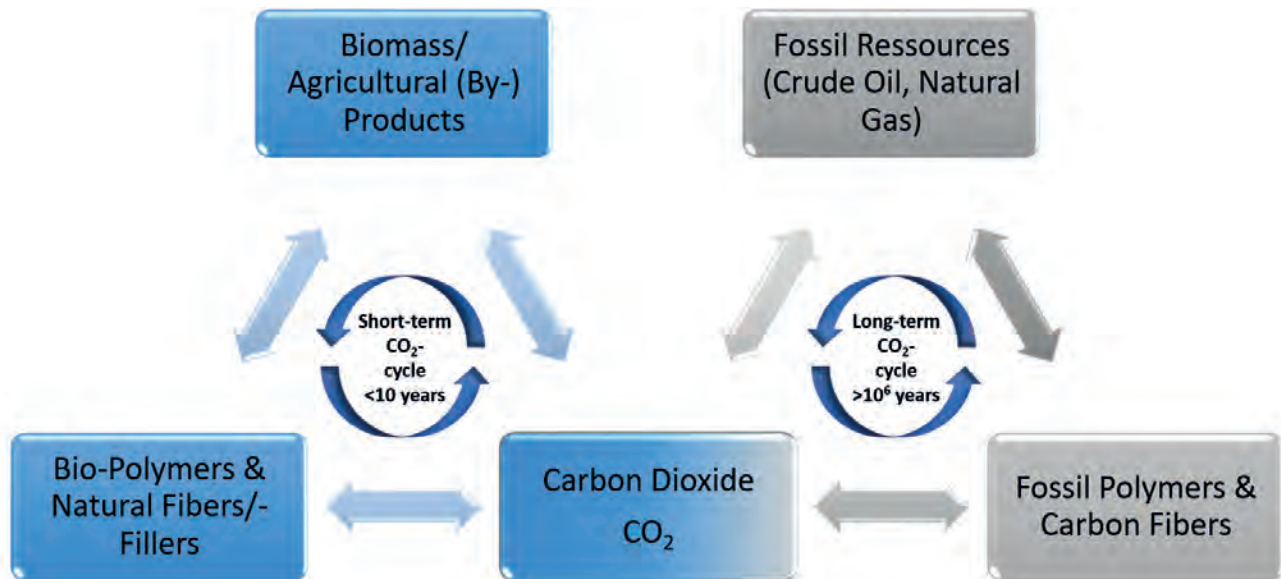 Biomass/
Agricultural (By-)
Products
Fossil Ressources
(Crude Oil, Natural
Gas)
Short-term
CO₂-
cycle
<10 years
Long-term
CO₂-
cycle
>10⁶ years
Bio-Polymers &
Natural Fibers/-
Fillers
Carbon Dioxide
CO₂
Fossil Polymers &
Carbon Fibers